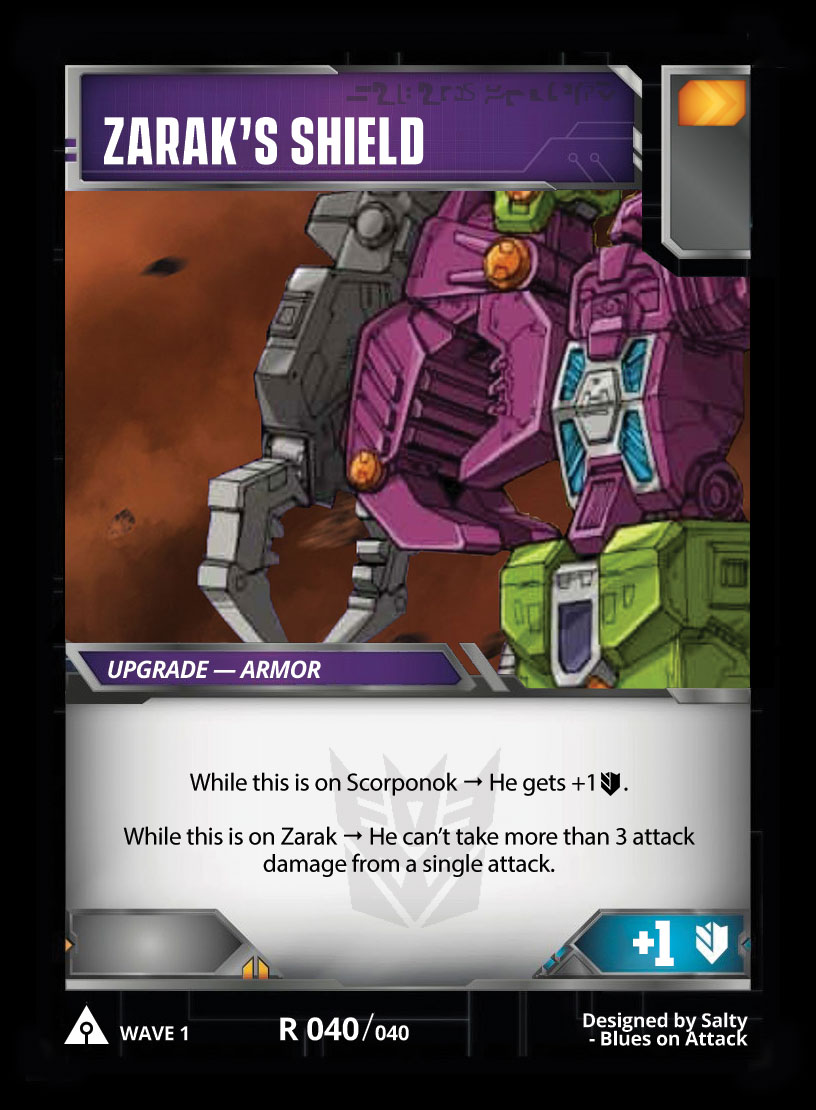 ZARAK'S SHIELD
UPGRADE — ARMOR
While this is on Scorponok → He gets +1.
While this is on Zarak → He can't take more than 3 attack
damage from a single attack.
+1
WAVE 1
R 040/040
Designed by Salty
- Blues on Attack